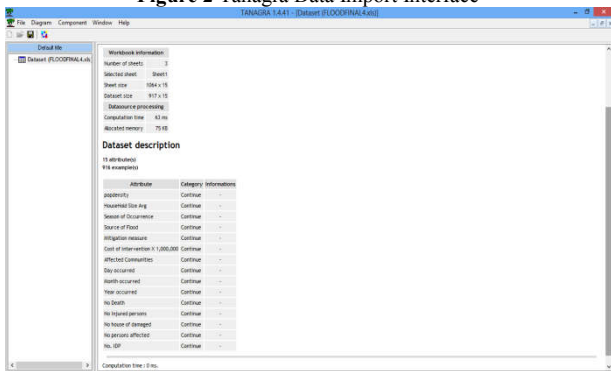 Figure 2 Tanagra Data Import Interface
TANAGRA 1.4.41 - [Dataset (FLOODFINAL4.xls)]
File Diagram Component Window Help
Default title
Dataset (FLOODFINAL4.xls
Workbook information
Number of sheets 3
Selected sheet Sheet1
Sheet size 1064 x 15
Dataset size 917 x 15
Datasource processing
Computation time 63 ms
Allocated memory 75 KB
Dataset description
15 attribute(s)
916 example(s)
Attribute Category Informations
popdensity Continue -
HouseHold Size Avg Continue -
Season of Occurrence Continue -
Source of Flood Continue -
Mitigation measure Continue -
Cost of intervention X 1,000,000 Continue -
Affected Communities Continue -
Day occurred Continue -
Month occurred Continue -
Year occurred Continue -
No Death Continue -
No Injured persons Continue -
No house of damaged Continue -
No persons affected Continue -
No. IDP Continue -
Computation time : 0 ms.